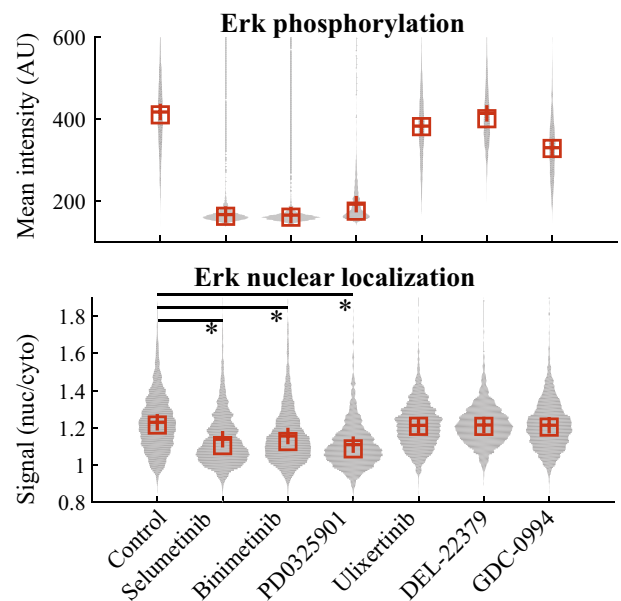 Erk phosphorylation
Mean intensity (AU)
600
400
200
Erk nuclear localization
Signal (nuc/cyto)
1.8
1.6
1.4
1.2
1
0.8
*
*
*
Control
Selumetinib
Binimetinib
PD0325901
Ulixertinib
DEL-22379
GDC-0994